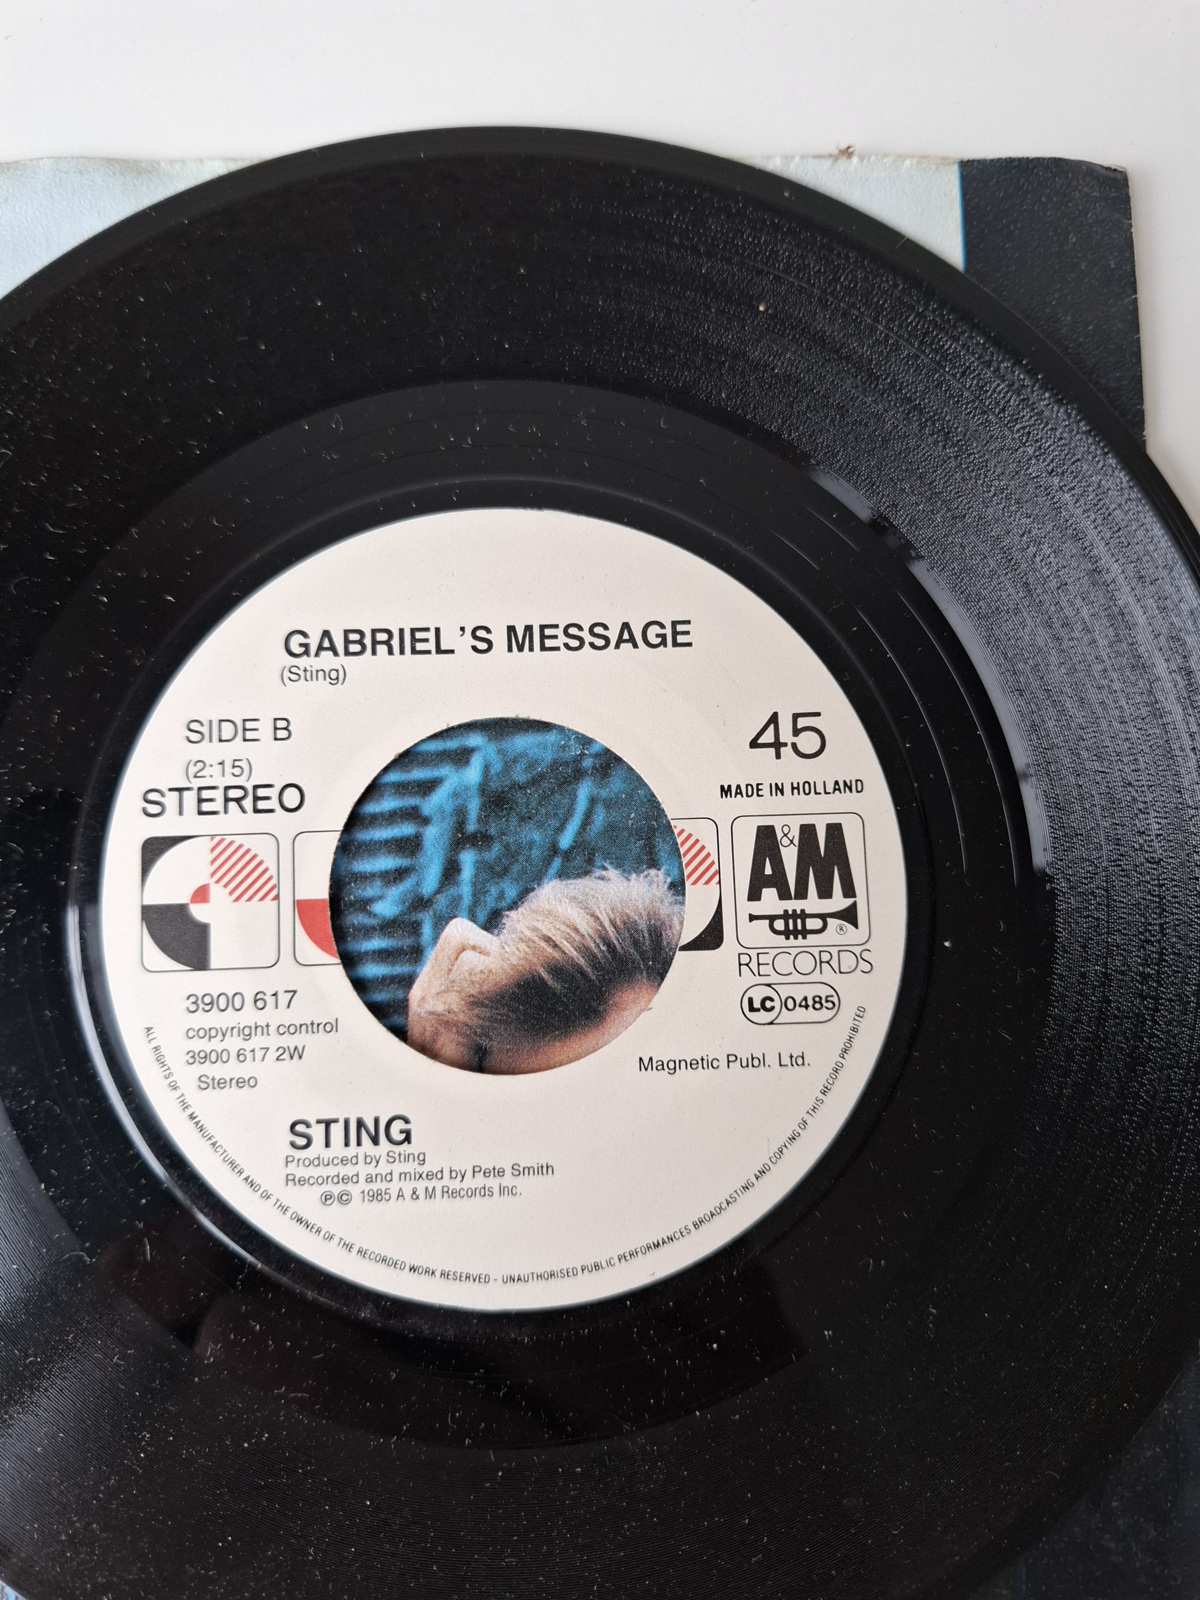 GABRIEL'S MESSAGE
(Sting)
SIDE B
(2:15)
STEREO
45
MADE IN HOLLAND
A&M
®
RECORDS
LC 0485
3900 617
copyright control
3900 617 2W
Stereo
Magnetic Publ. Ltd.
STING
Produced by Sting
Recorded and mixed by Pete Smith
℗© 1985 A & M Records Inc.
ALL RIGHTS OF THE MANUFACTURER AND OF THE OWNER OF THE RECORDED WORK RESERVED - UNAUTHORISED PUBLIC PERFORMANCES BROADCASTING AND COPYING OF THIS RECORD PROHIBITED